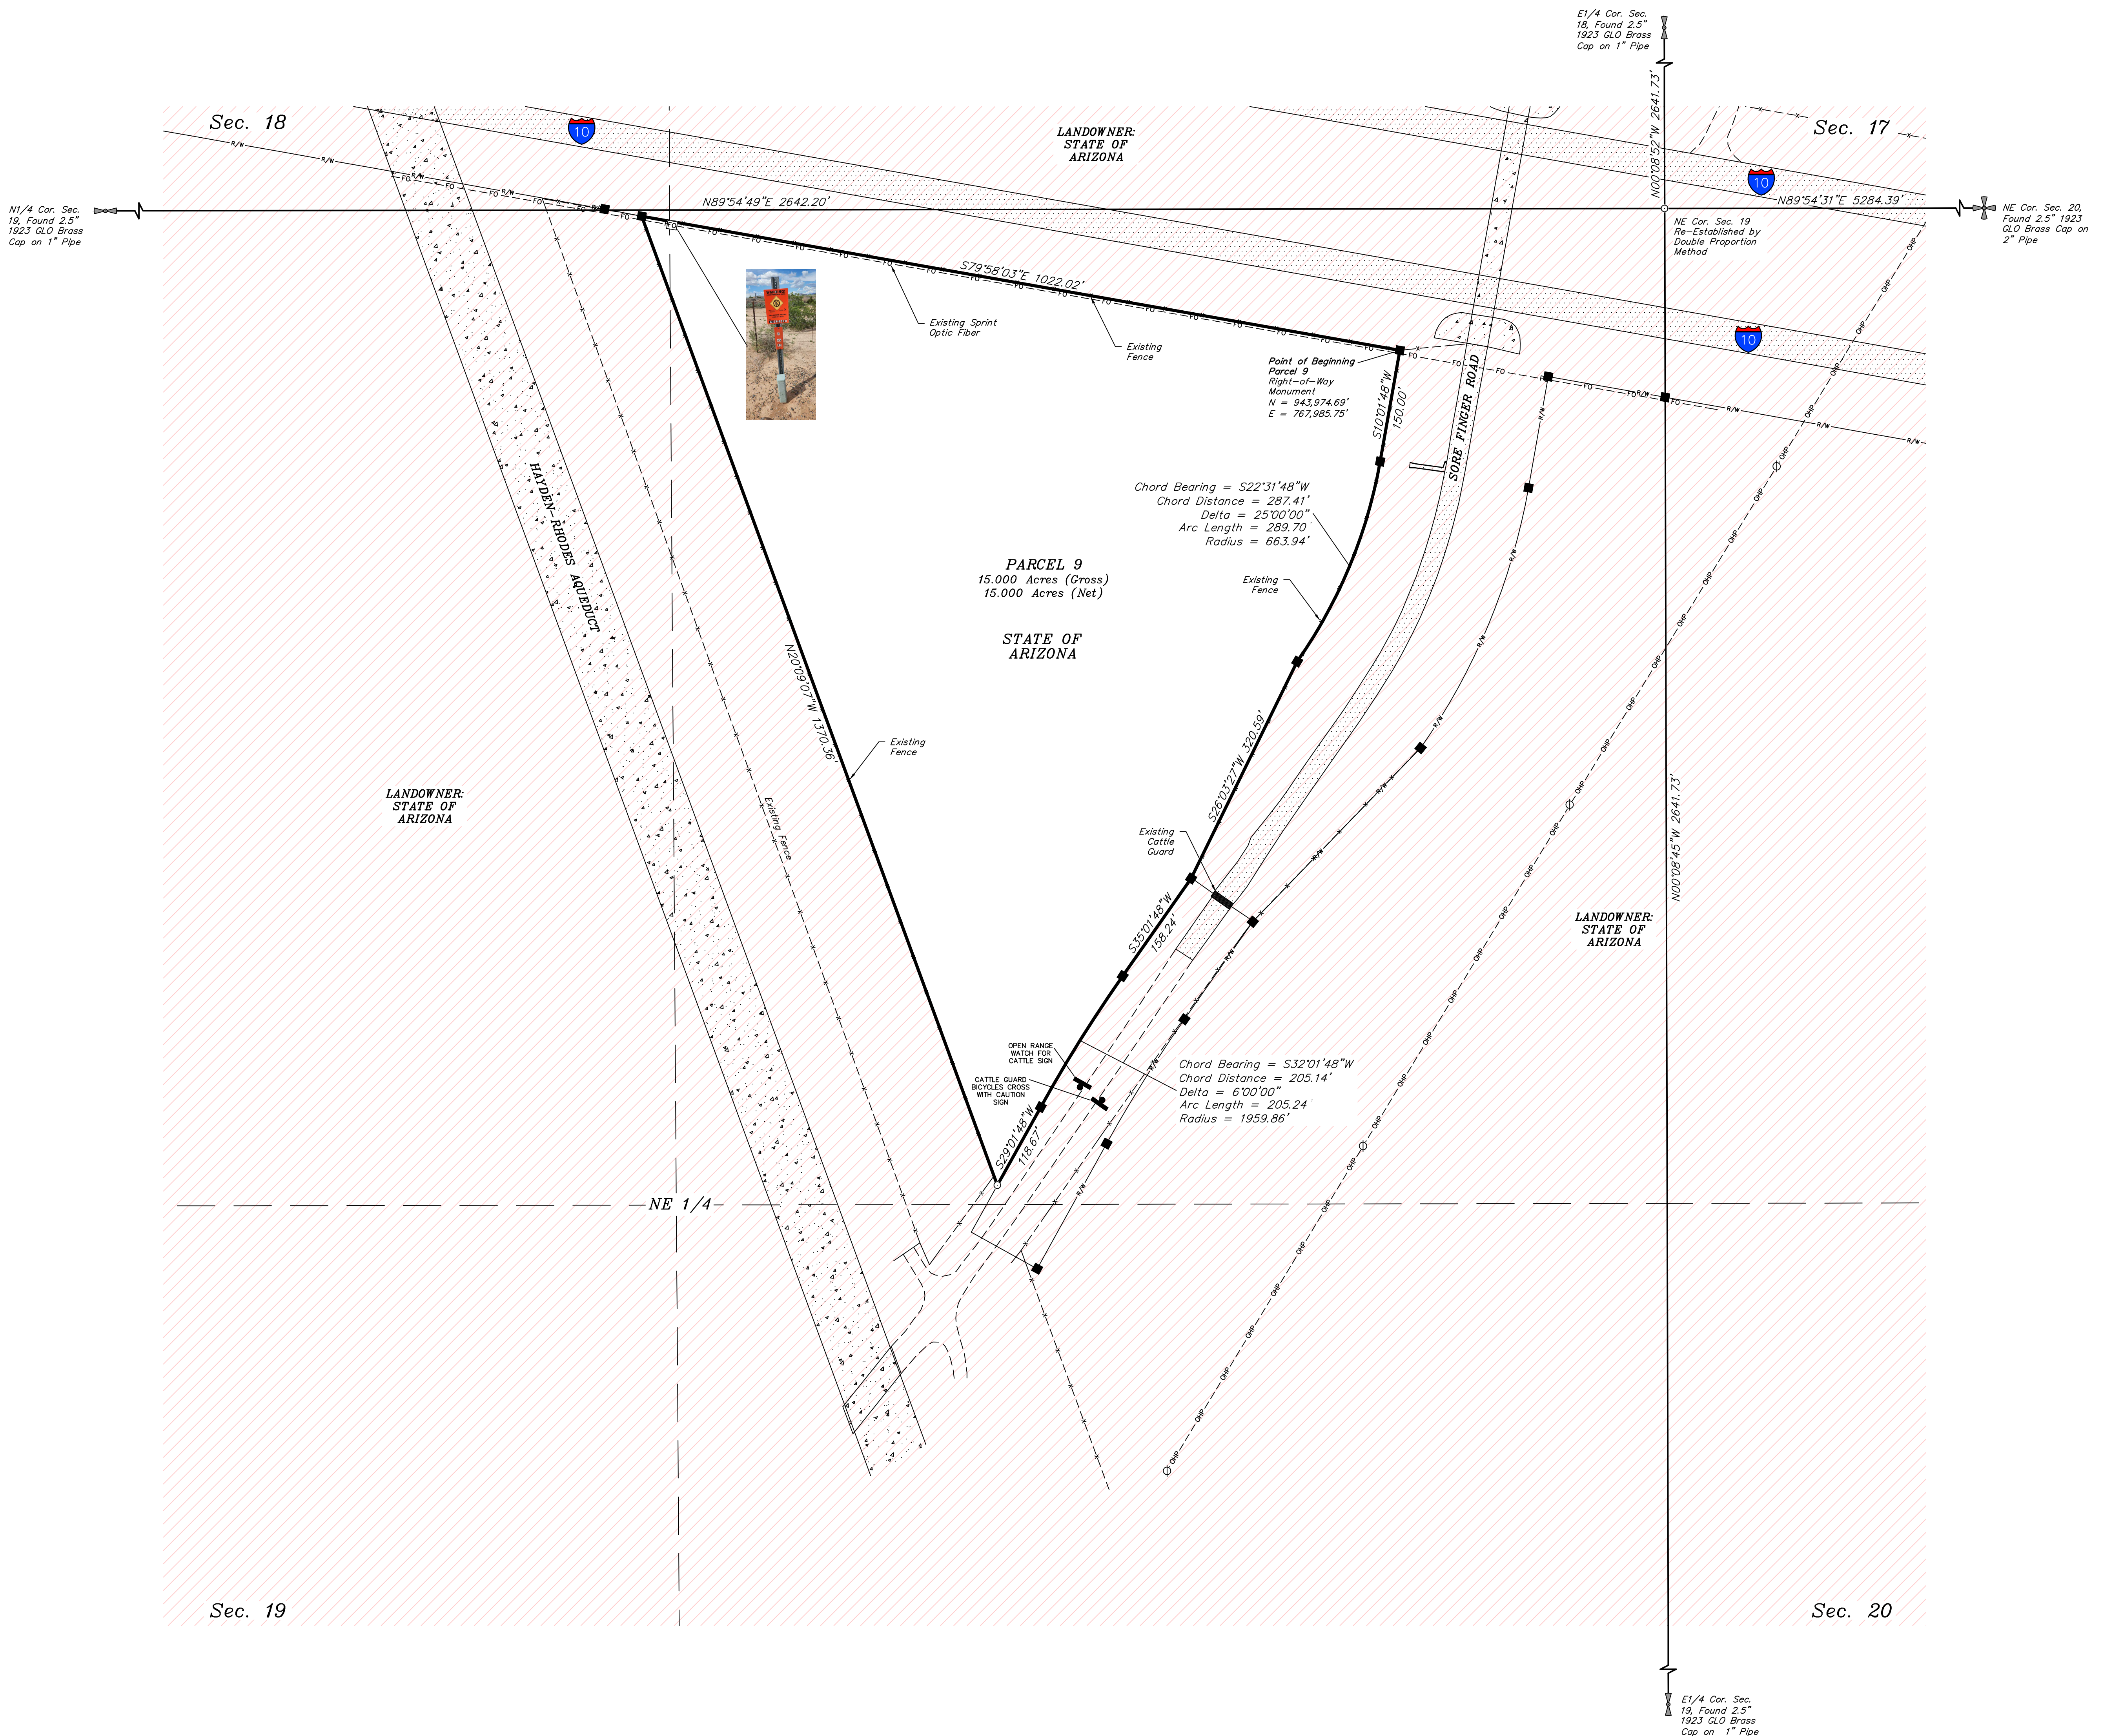 E1/4 Cor. Sec.
18, Found 2.5"
1923 GLO Brass
Cap on 1" Pipe
N00°08'52"W 2641.73'
Sec. 18
10
LANDOWNER:
STATE OF
ARIZONA
Sec. 17
10
N1/4 Cor. Sec.
19, Found 2.5"
1923 GLO Brass
Cap on 1" Pipe
N89°54'49"E 2642.20'
N89°54'31"E 5284.39'
NE Cor. Sec. 20,
Found 2.5" 1923
GLO Brass Cap on
2" Pipe
NE Cor. Sec. 19
Re-Established by
Double Proportion
Method
S79°58'03"E 1022.02'
Existing Sprint
Optic Fiber
Existing
Fence
10
Point of Beginning
Parcel 9
Right-of-Way
Monument
N = 943,974.69'
E = 767,985.75'
S10°01'48"W
150.00'
SORE FINGER ROAD
HAYDEN-RHODES AQUEDUCT
Chord Bearing = S22°31'48"W
Chord Distance = 287.41'
Delta = 25°00'00"
Arc Length = 289.70'
Radius = 663.94'
PARCEL 9
15.000 Acres (Gross)
15.000 Acres (Net)
Existing
Fence
STATE OF
ARIZONA
N20°09'07"W 1370.36'
Existing
Fence
S26°03'27"W 320.59'
LANDOWNER:
STATE OF
ARIZONA
Existing Fence
Existing
Cattle
Guard
N00°08'45"W 2641.73'
S35°01'48"W
158.24'
LANDOWNER:
STATE OF
ARIZONA
OPEN RANGE
WATCH FOR
CATTLE SIGN
CATTLE GUARD
BICYCLES CROSS
WITH CAUTION
SIGN
Chord Bearing = S32°01'48"W
Chord Distance = 205.14'
Delta = 6°00'00"
Arc Length = 205.24'
Radius = 1959.86'
S29°01'48"W
118.67'
NE 1/4
Sec. 19
Sec. 20
E1/4 Cor. Sec.
19, Found 2.5"
1923 GLO Brass
Cap on 1" Pipe